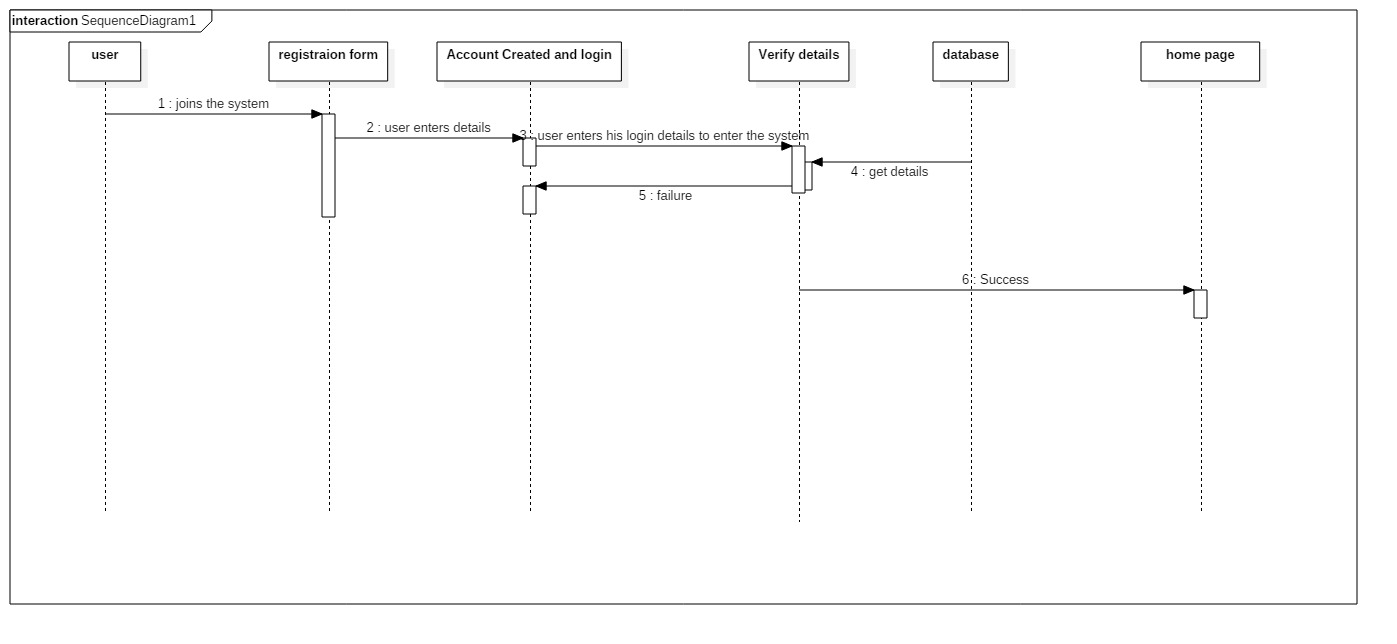 interaction SequenceDiagram1
user
registraion form
Account Created and login
Verify details
database
home page
1 : joins the system
2 : user enters details
3 : user enters his login details to enter the system
4 : get details
5 : failure
6 : Success